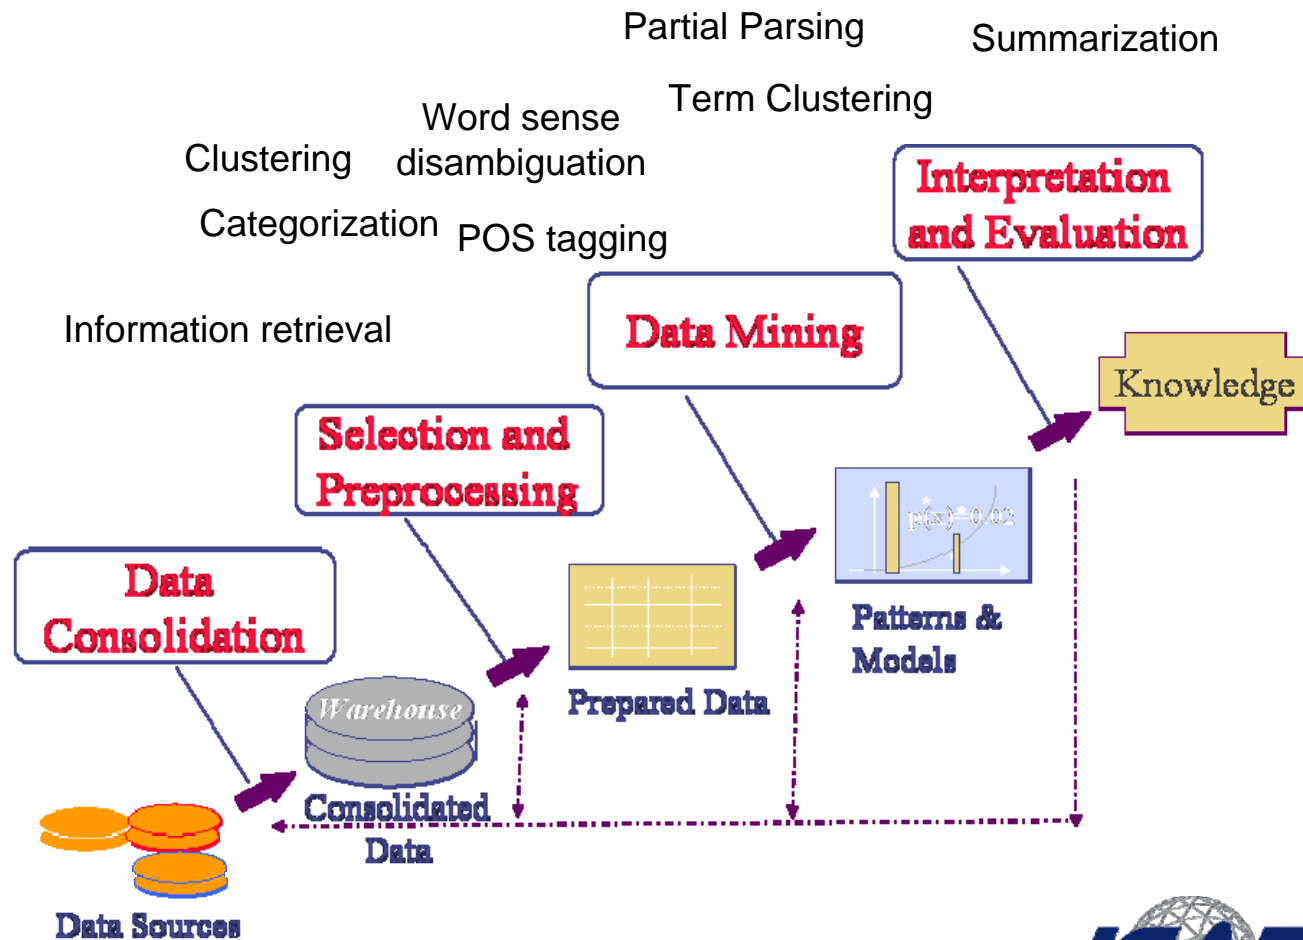 Partial Parsing
Summarization
Term Clustering
Word sense
disambiguation
Clustering
Categorization
POS tagging
Interpretation
and Evaluation
Information retrieval
Data Mining
Knowledge
Selection and
Preprocessing
p(x)=0.02
Data
Consolidation
Patterns &
Models
Warehouse
Prepared Data
Consolidated
Data
Data Sources